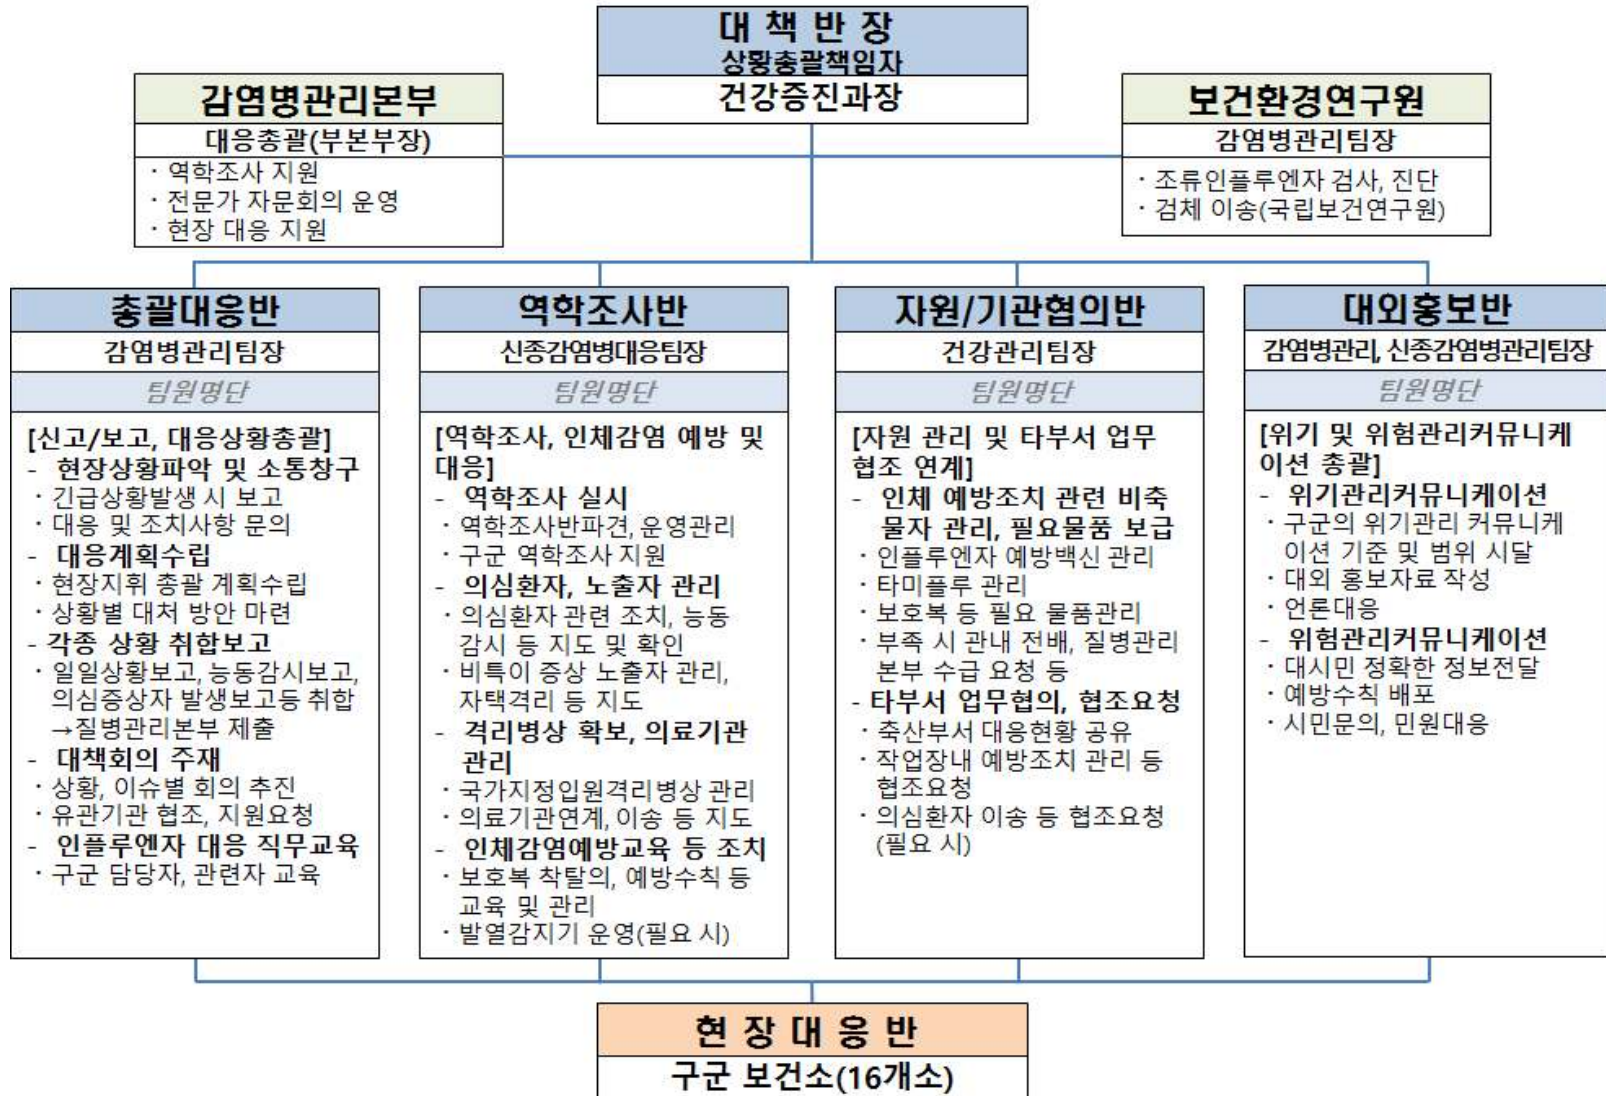 대 책 반 장
상황총괄책임자
건강증진과장
감염병관리본부
대응총괄(부본부장)
· 역학조사 지원
· 전문가 자문회의 운영
· 현장 대응 지원
보건환경연구원
감염병관리팀장
· 조류인플루엔자 검사, 진단
· 검체 이송(국립보건연구원)
총괄대응반
감염병관리팀장
팀원명단
[신고/보고, 대응상황총괄]
- 현장상황파악 및 소통창구
· 긴급상황발생 시 보고
· 대응 및 조치사항 문의
- 대응계획수립
· 현장지휘 총괄 계획수립
· 상황별 대처 방안 마련
- 각종 상황 취합보고
· 일일상황보고, 능동감시보고,
의심증상자 발생보고등 취합
→질병관리본부 제출
- 대책회의 주재
· 상황, 이슈별 회의 추진
· 유관기관 협조, 지원요청
- 인플루엔자 대응 직무교육
· 구군 담당자, 관련자 교육
역학조사반
신종감염병대응팀장
팀원명단
[역학조사, 인체감염 예방 및
대응]
- 역학조사 실시
· 역학조사반파견, 운영관리
· 구군 역학조사 지원
- 의심환자, 노출자 관리
· 의심환자 관련 조치, 능동
감시 등 지도 및 확인
· 비특이 증상 노출자 관리,
자택격리 등 지도
- 격리병상 확보, 의료기관
관리
· 국가지정입원격리병상 관리
· 의료기관연계, 이송 등 지도
- 인체감염예방교육 등 조치
· 보호복 착탈의, 예방수칙 등
교육 및 관리
· 발열감지기 운영(필요 시)
자원/기관협의반
건강관리팀장
팀원명단
[자원 관리 및 타부서 업무
협조 연계]
- 인체 예방조치 관련 비축
물자 관리, 필요물품 보급
· 인플루엔자 예방백신 관리
· 타미플루 관리
· 보호복 등 필요 물품관리
· 부족 시 관내 전배, 질병관리
본부 수급 요청 등
- 타부서 업무협의, 협조요청
· 축산부서 대응현황 공유
· 작업장내 예방조치 관리 등
협조요청
· 의심환자 이송 등 협조요청
(필요 시)
대외홍보반
감염병관리, 신종감염병관리팀장
팀원명단
[위기 및 위험관리커뮤니케
이션 총괄]
- 위기관리커뮤니케이션
· 구군의 위기관리 커뮤니케
이션 기준 및 범위 시달
· 대외 홍보자료 작성
· 언론대응
- 위험관리커뮤니케이션
· 대시민 정확한 정보전달
· 예방수칙 배포
· 시민문의, 민원대응
현 장 대 응 반
구군 보건소(16개소)